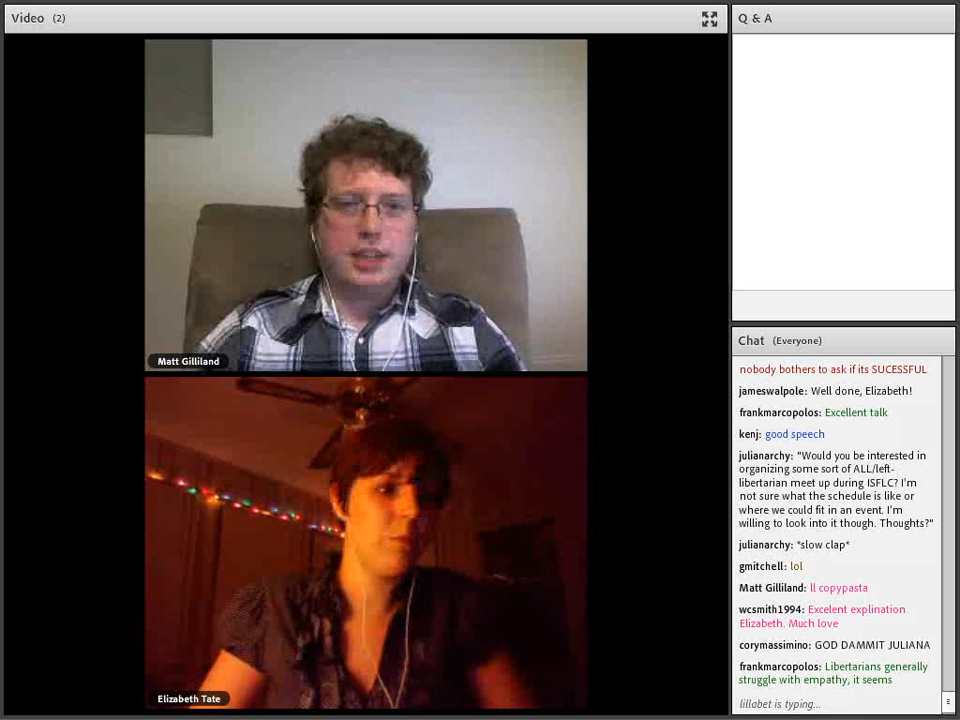 Video (2)
Matt Gilliland
Elizabeth Tate
Q & A
Chat (Everyone)
nobody bothers to ask if its SUCESSFUL
jameswalpole: Well done, Elizabeth!
frankmarcopolos: Excellent talk
kenj: good speech
julianarchy: "Would you be interested in
organizing some sort of ALL/left-
libertarian meet up during ISFLC? I'm
not sure what the schedule is like or
where we could fit in an event. I'm
willing to look into it though. Thoughts?"
julianarchy: *slow clap*
gmitchell: lol
Matt Gilliland: ll copypasta
wcsmith1994: Excelent explination
Elizabeth. Much love
corymassimino: GOD DAMMIT JULIANA
frankmarcopolos: Libertarians generally
struggle with empathy, it seems
lillabet is typing...